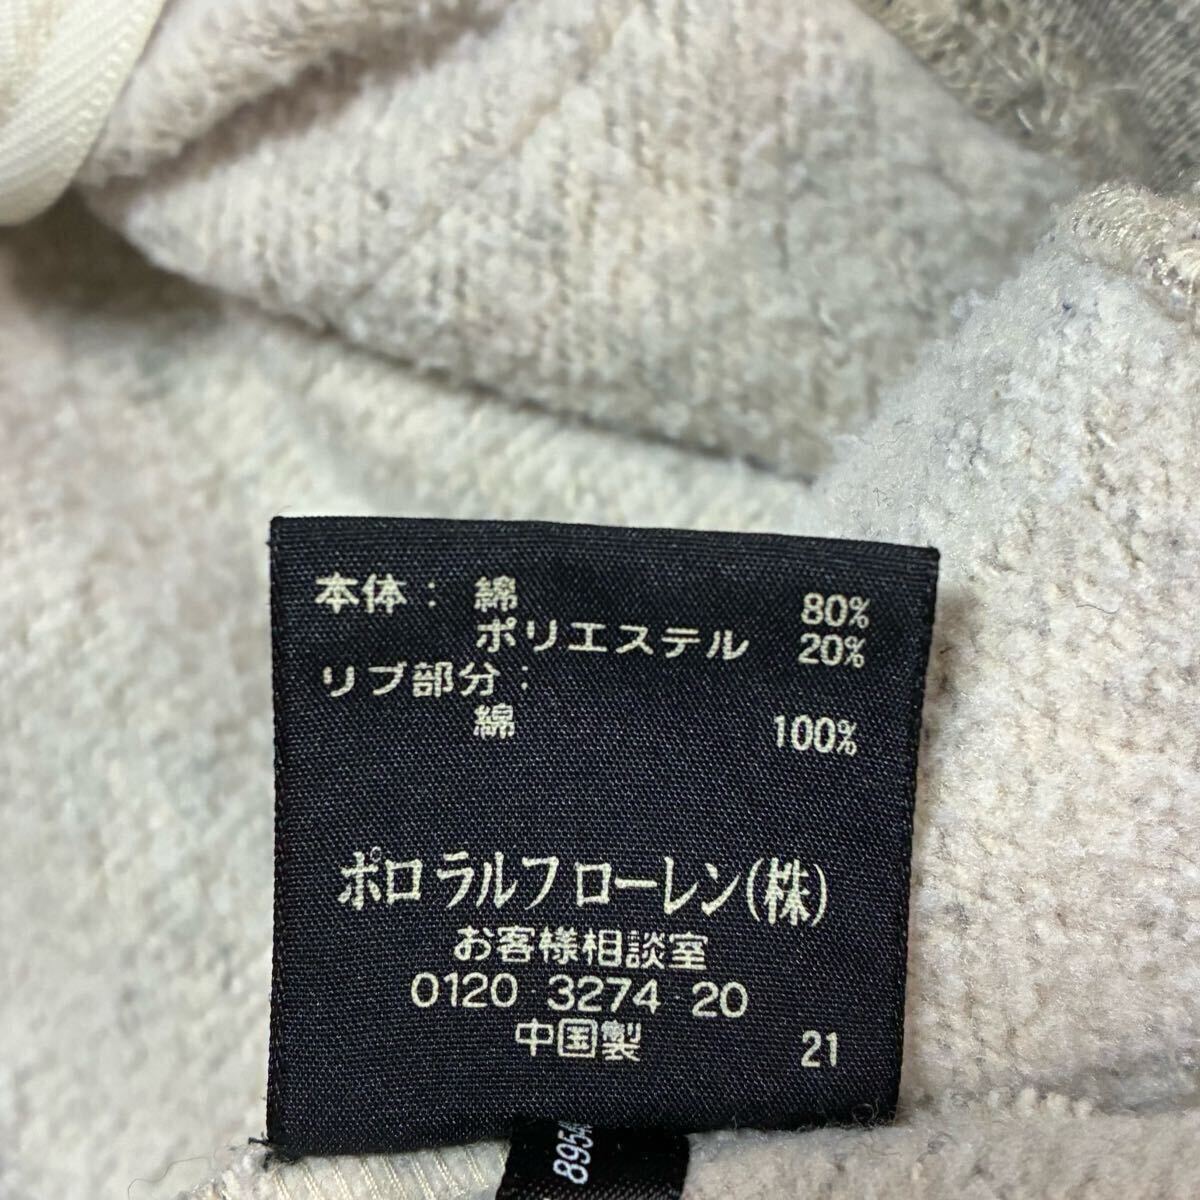 本体： 綿 80%
ポリエステル 20%
リブ部分：
綿 100%
ポロ ラルフ ローレン(株)
お客様相談室
0120-3274-20
中国製 21